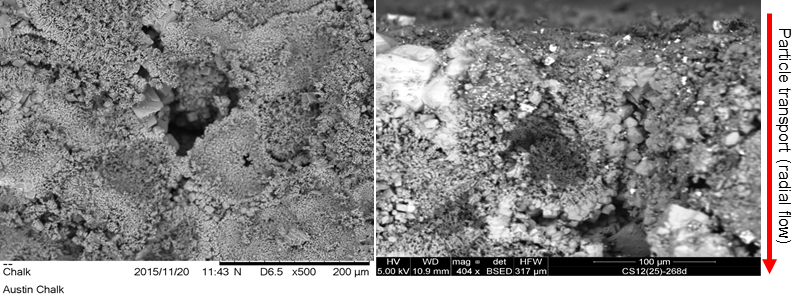 Chalk 2015/11/20 11:43 N D6.5 x500 200 μm
Austin Chalk
HV WD mag det HFW
5.00 kV 10.9 mm 404 x BSED 317 μm
100 μm
CS12(25)-268d
Particle transport (radial flow)